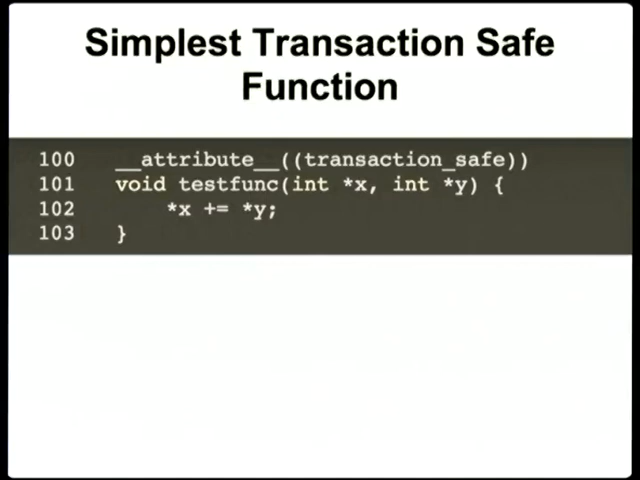 Simplest Transaction Safe
Function
100 __attribute__((transaction_safe))
101 void testfunc(int *x, int *y) {
102 *x += *y;
103 }